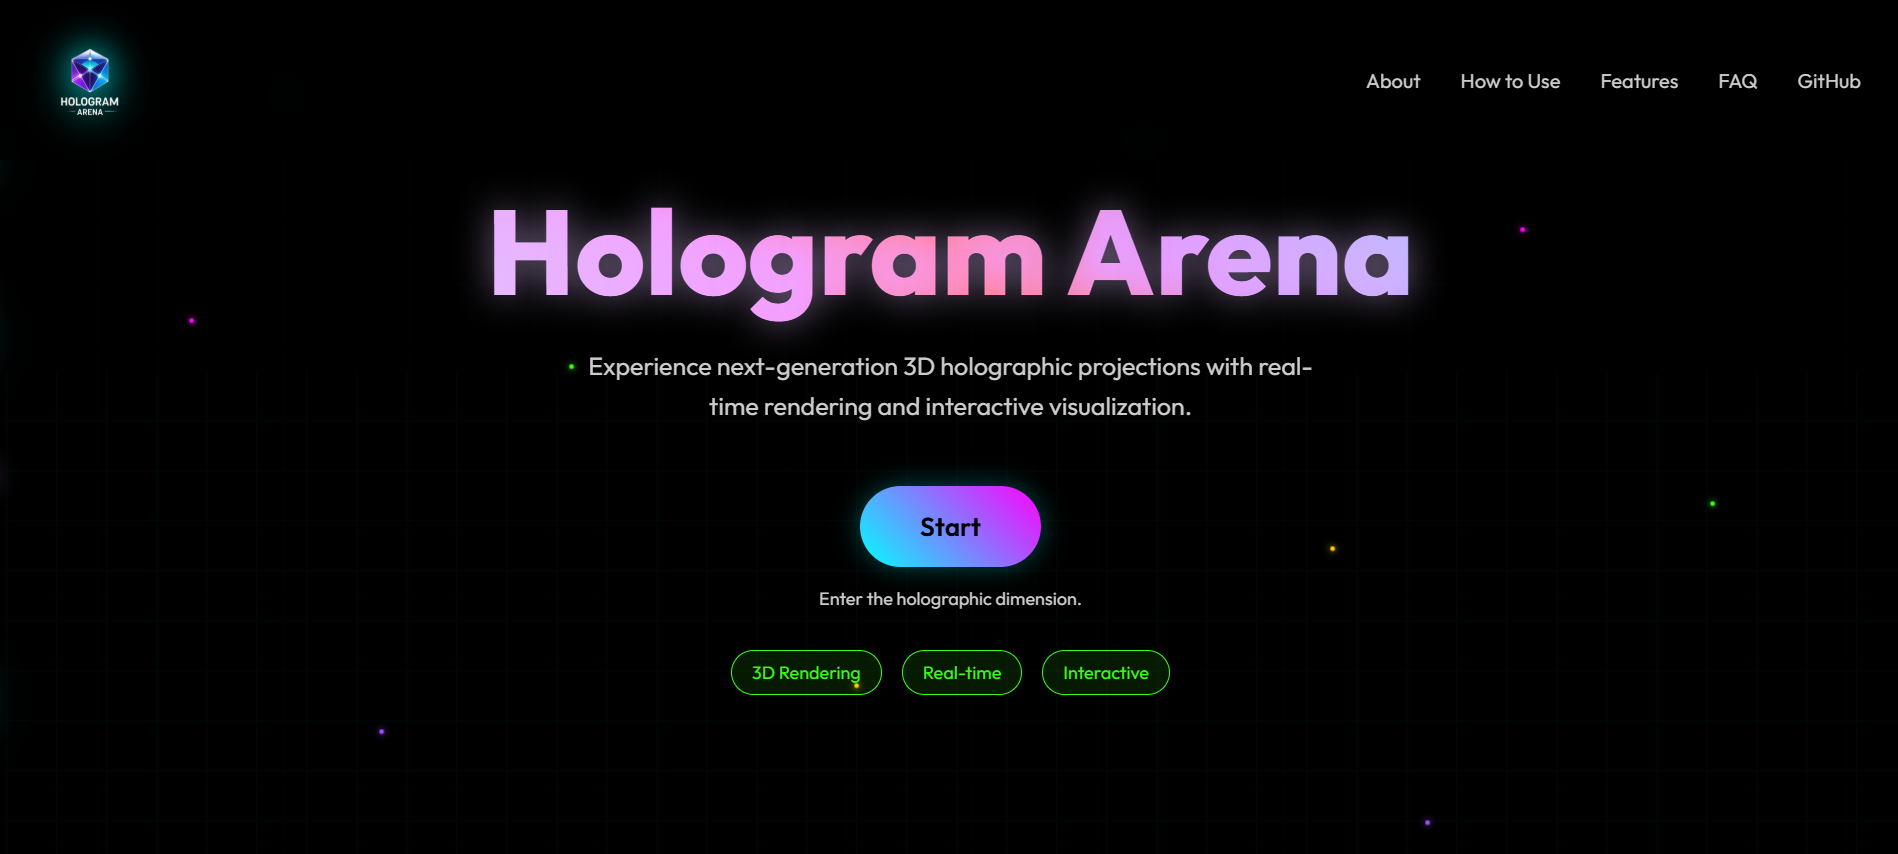 HOLOGRAM
ARENA
About How to Use Features FAQ GitHub
Hologram Arena
Experience next-generation 3D holographic projections with real-
time rendering and interactive visualization.
Start
Enter the holographic dimension.
3D Rendering Real-time Interactive